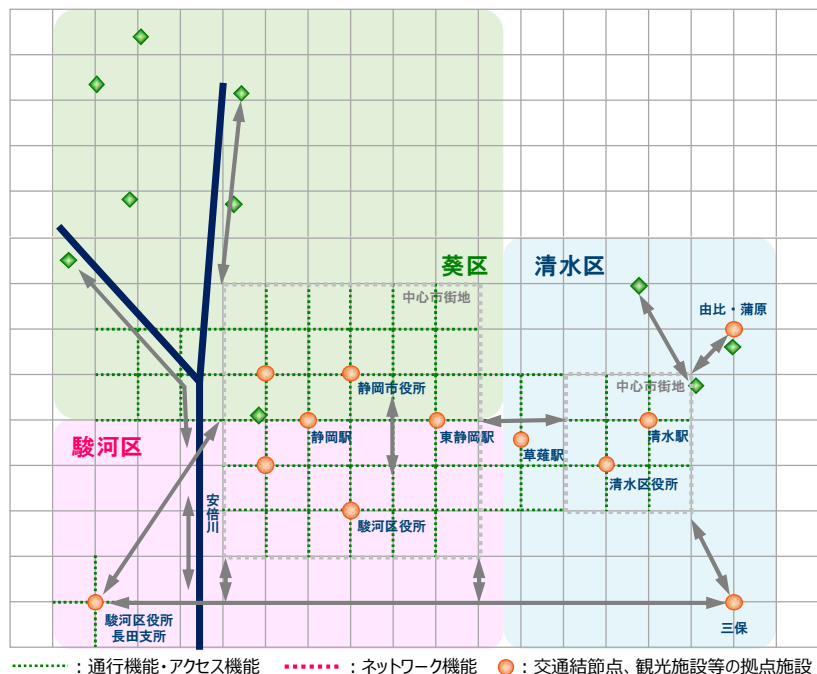 葵区
清水区
中心市街地
由比・蒲原
静岡市役所
中心市街地
駿河区
静岡駅
東静岡駅
草薙駅
清水駅
清水区役所
安倍川
駿河区役所
駿河区役所
長田支所
三保
：通行機能・アクセス機能
：ネットワーク機能
：交通結節点、観光施設等の拠点施設